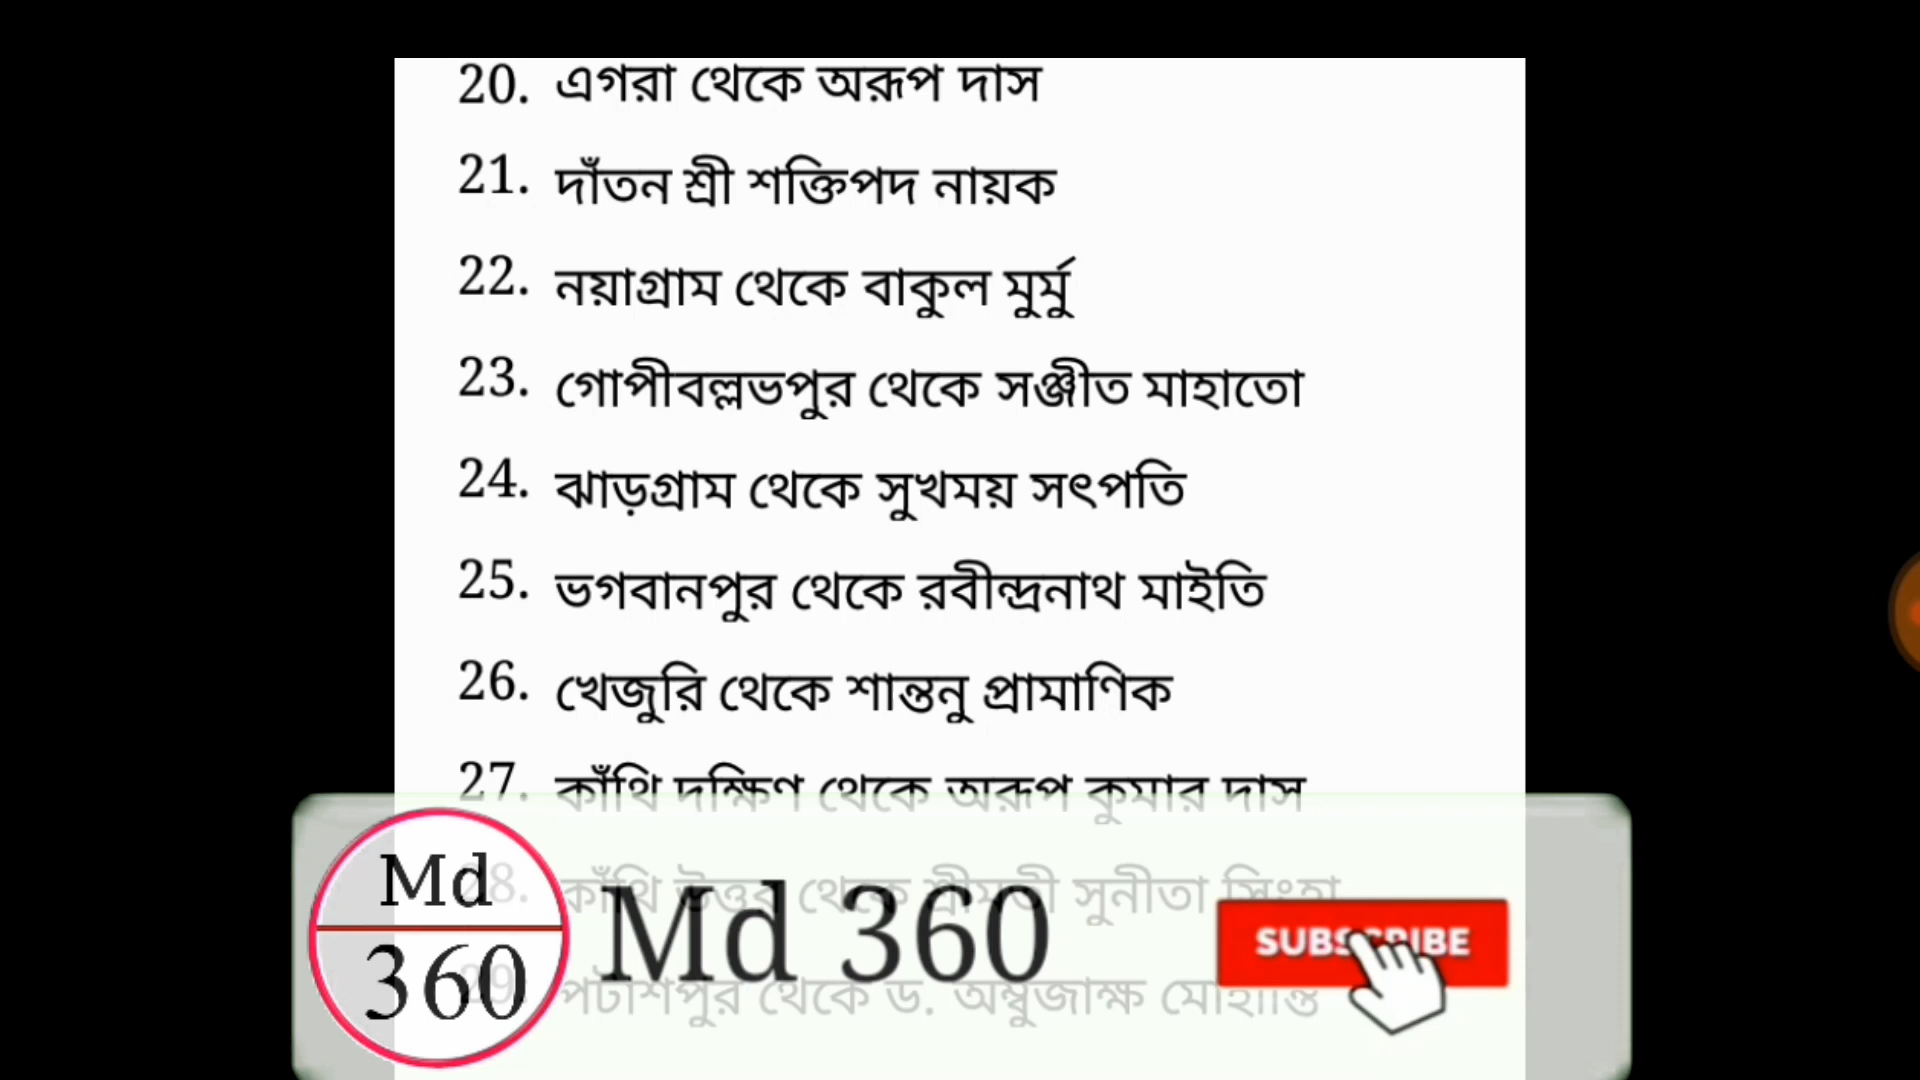 20. এগরা থেকে অরূপ দাস
21. দাঁতন শ্রী শক্তিপদ নায়ক
22. নয়াগ্রাম থেকে বাকুল মুর্মু
23. গোপীবল্লভপুর থেকে সঞ্জীত মাহাতো
24. ঝাড়গ্রাম থেকে সুখময় সৎপতি
25. ভগবানপুর থেকে রবীন্দ্রনাথ মাইতি
26. খেজুরি থেকে শান্তনু প্রামাণিক
27. কাঁথি দক্ষিণ থেকে অরূপ কুমার দাস
28. কাঁথি উত্তর থেকে শ্রীমতী সুনীতা সিংহা
29. পটাশপুর থেকে ড. অম্বুজাক্ষ মোহান্তি
Md
360
Md 360
SUBSCRIBE